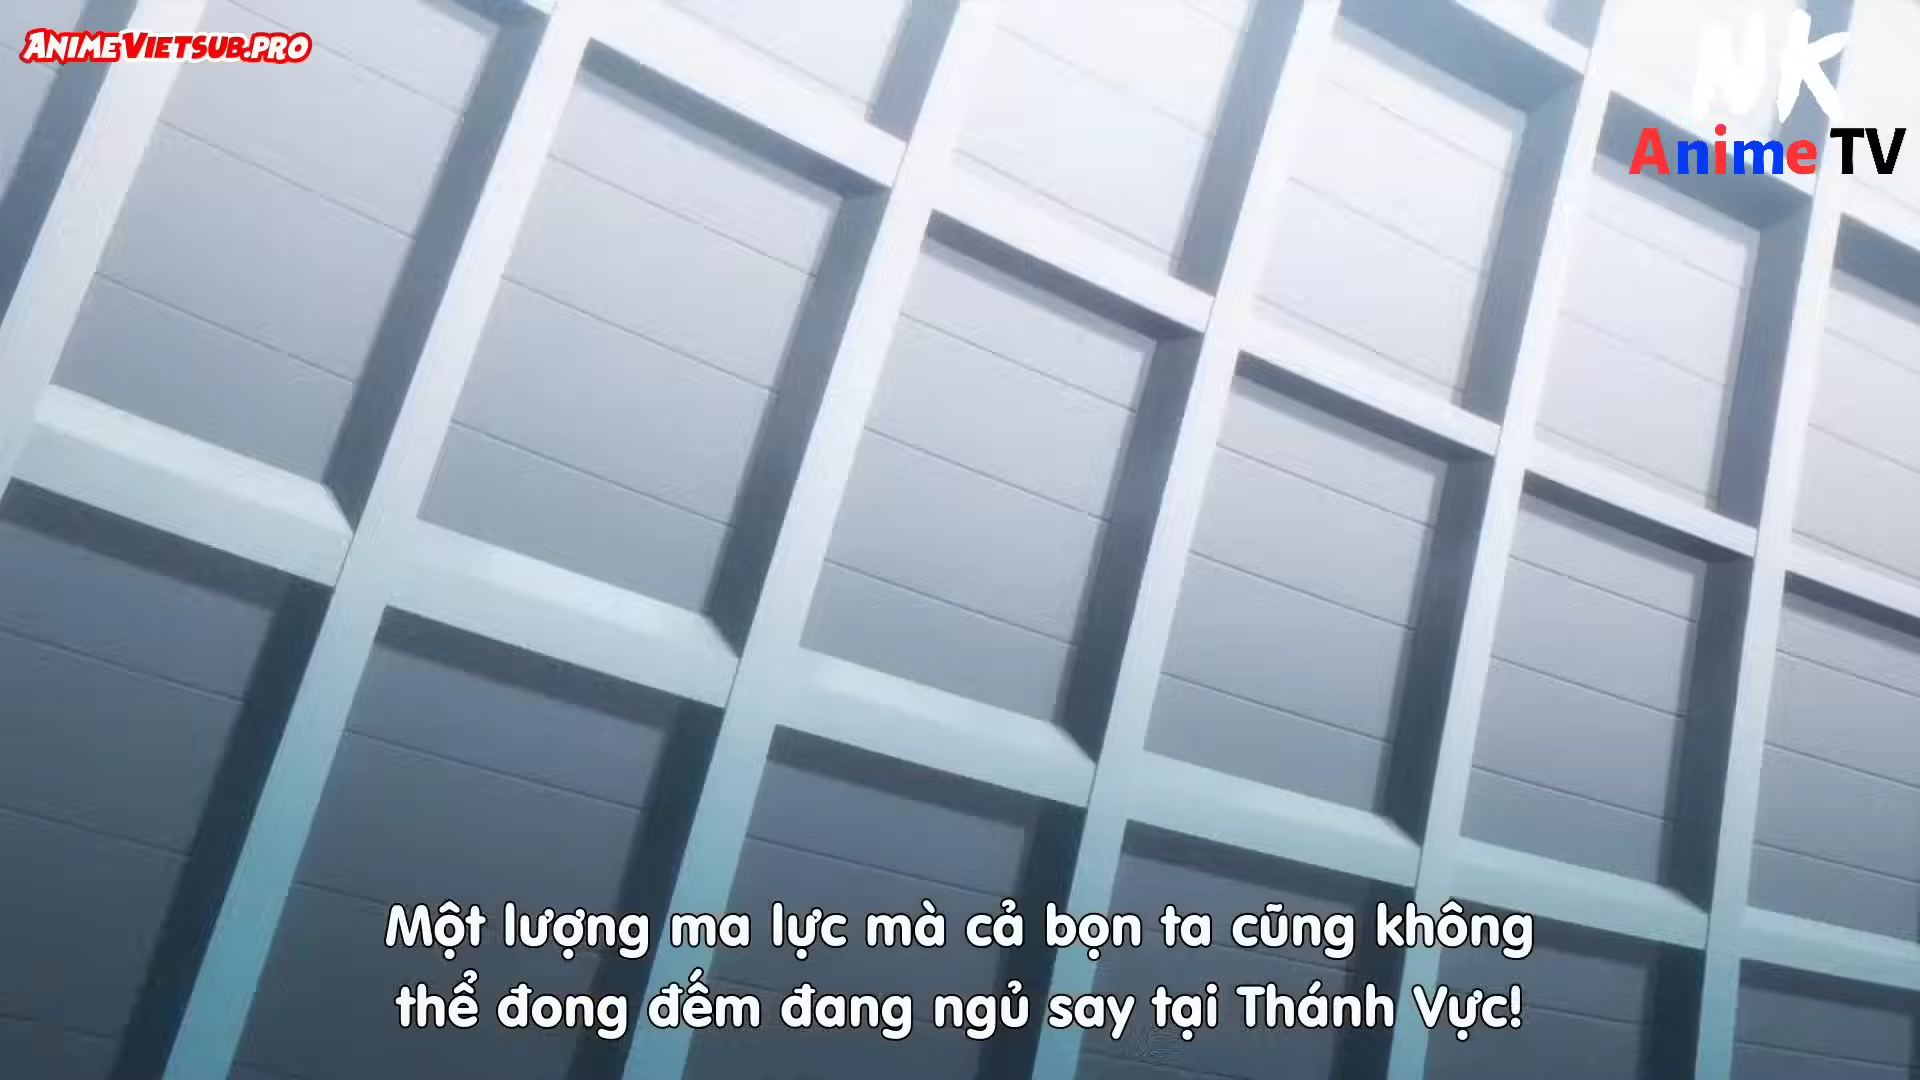 ANIMEVIETSUB.PRO
NK
Anime TV
Một lượng ma lực mà cả bọn ta cũng không
thể đong đếm đang ngủ say tại Thánh Vực!